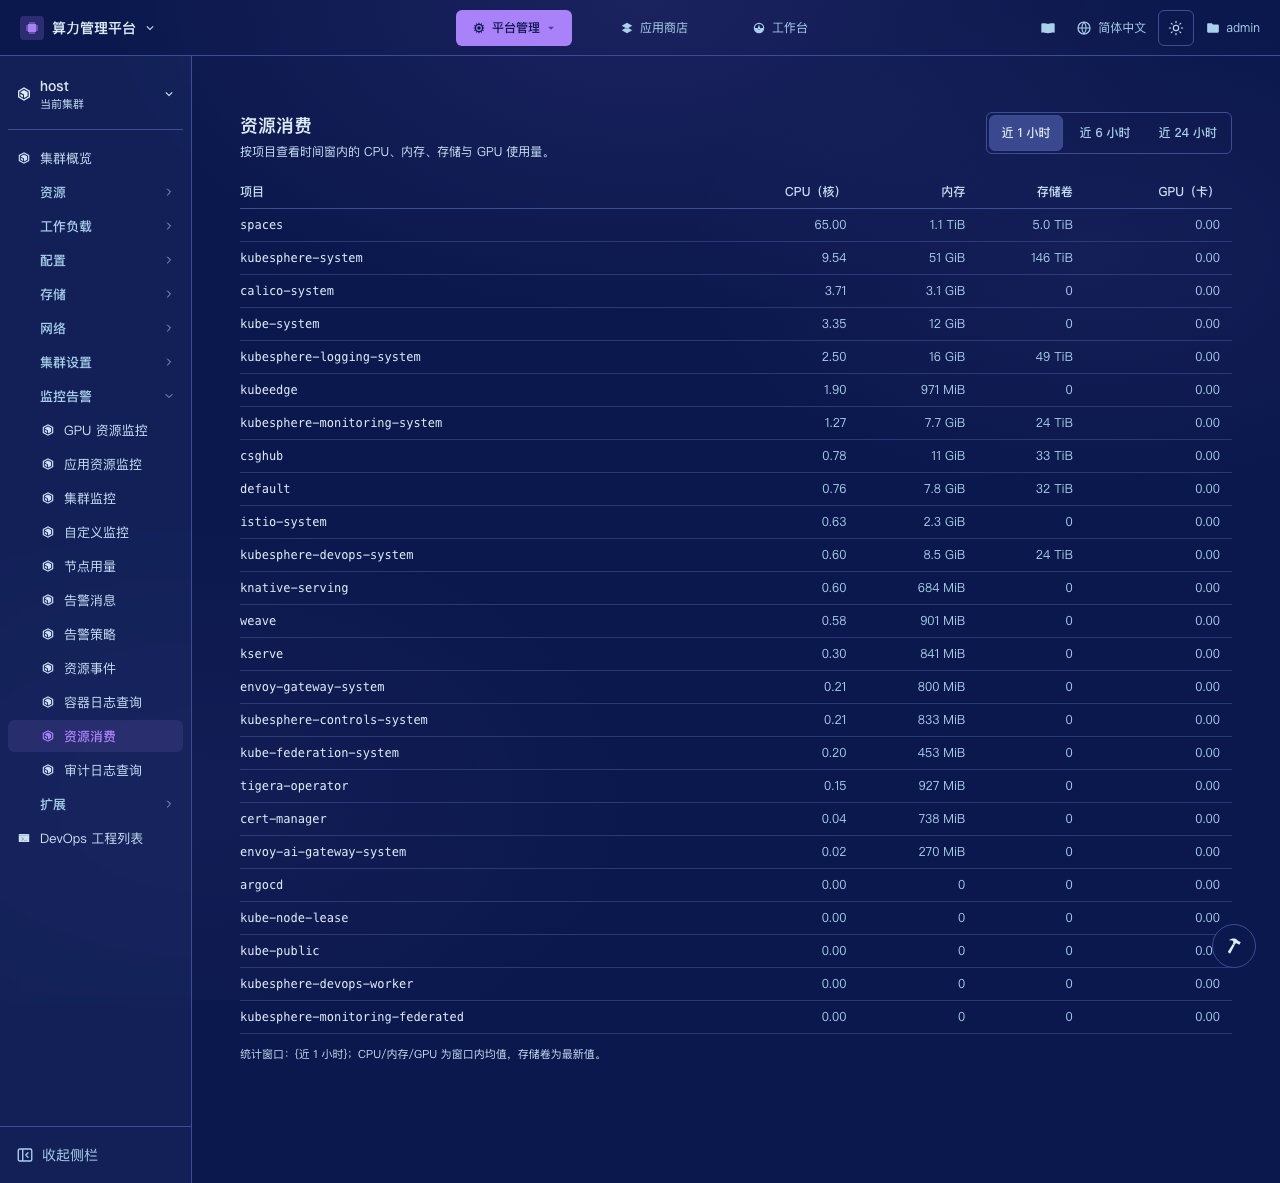 算力管理平台
平台管理
应用商店
工作台
简体中文
admin
host
当前集群
集群概览
资源
工作负载
配置
存储
网络
集群设置
监控告警
GPU 资源监控
应用资源监控
集群监控
自定义监控
节点用量
告警消息
告警策略
资源事件
容器日志查询
资源消费
审计日志查询
扩展
DevOps 工程列表
收起侧栏
资源消费
按项目查看时间窗内的 CPU、内存、存储与 GPU 使用量。
近 1 小时 近 6 小时 近 24 小时
项目 CPU（核） 内存 存储卷 GPU（卡）
spaces 65.00 1.1 TiB 5.0 TiB 0.00
kubesphere-system 9.54 51 GiB 146 TiB 0.00
calico-system 3.71 3.1 GiB 0 0.00
kube-system 3.35 12 GiB 0 0.00
kubesphere-logging-system 2.50 16 GiB 49 TiB 0.00
kubeedge 1.90 971 MiB 0 0.00
kubesphere-monitoring-system 1.27 7.7 GiB 24 TiB 0.00
csghub 0.78 11 GiB 33 TiB 0.00
default 0.76 7.8 GiB 32 TiB 0.00
istio-system 0.63 2.3 GiB 0 0.00
kubesphere-devops-system 0.60 8.5 GiB 24 TiB 0.00
knative-serving 0.60 684 MiB 0 0.00
weave 0.58 901 MiB 0 0.00
kserve 0.30 841 MiB 0 0.00
envoy-gateway-system 0.21 800 MiB 0 0.00
kubesphere-controls-system 0.21 833 MiB 0 0.00
kube-federation-system 0.20 453 MiB 0 0.00
tigera-operator 0.15 927 MiB 0 0.00
cert-manager 0.04 738 MiB 0 0.00
envoy-ai-gateway-system 0.02 270 MiB 0 0.00
argocd 0.00 0 0 0.00
kube-node-lease 0.00 0 0 0.00
kube-public 0.00 0 0 0.0
kubesphere-devops-worker 0.00 0 0 0.00
kubesphere-monitoring-federated 0.00 0 0 0.00
统计窗口：{近 1 小时}；CPU/内存/GPU 为窗口内均值，存储卷为最新值。